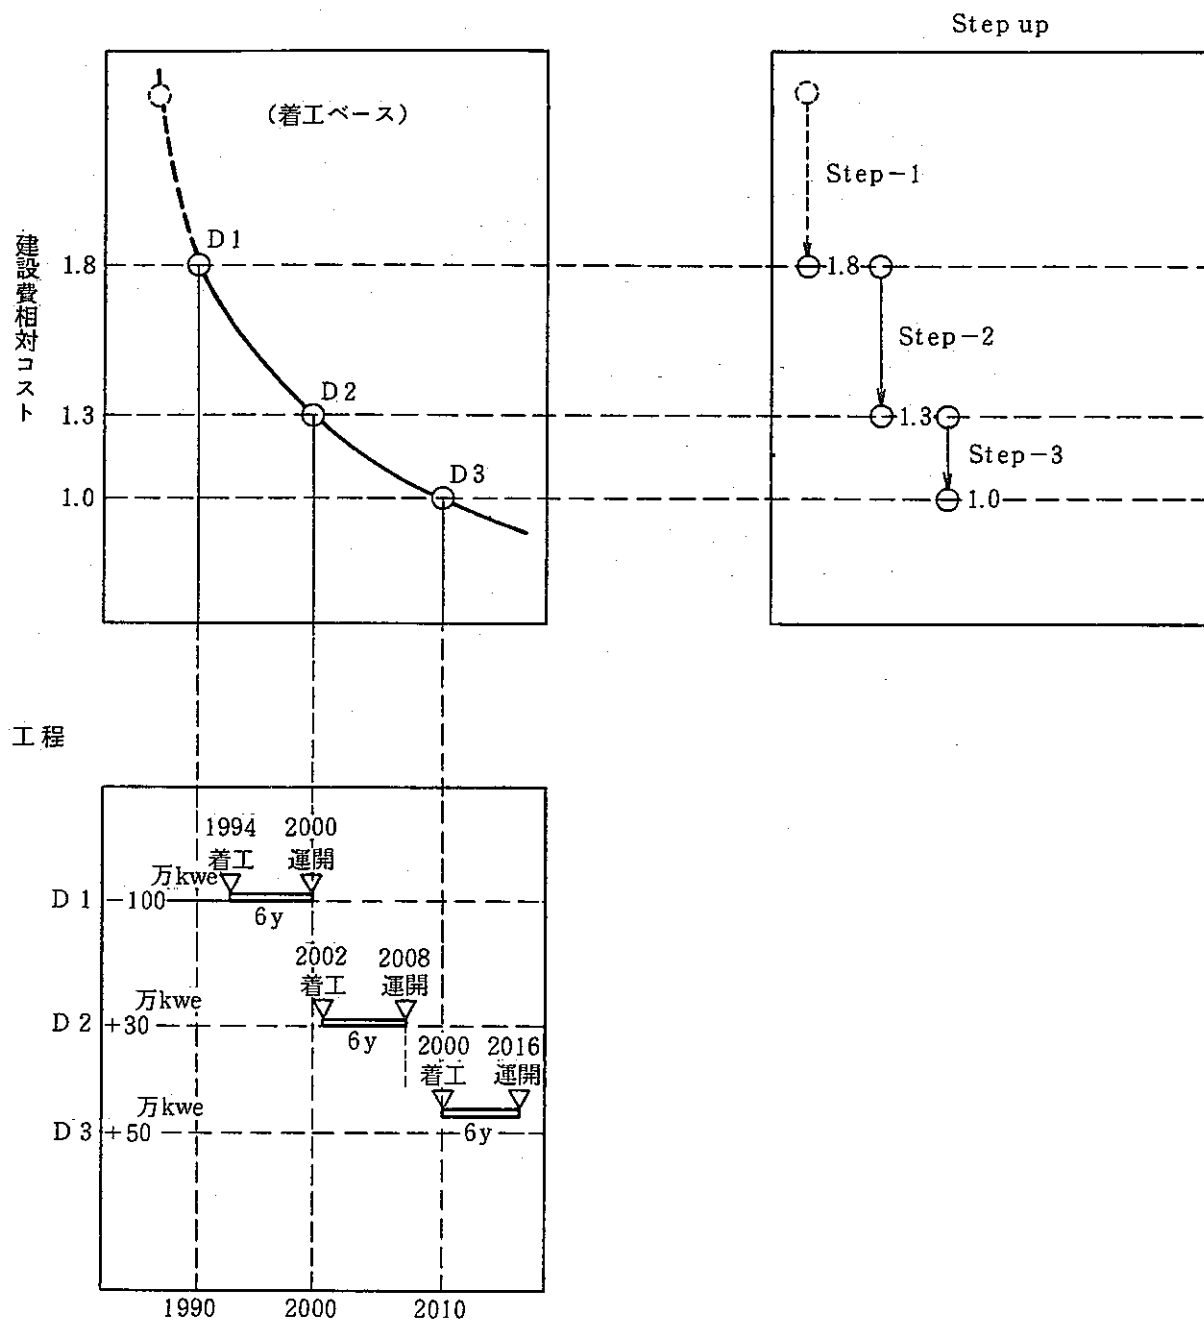 Step up
(着工ベース)
Step-1
建設費相対コスト
D1
1.8
1.8
Step-2
D2
1.3
1.3
Step-3
D3
1.0
1.0
工程
1994 2000
着工 運開
万kwe
D1 -100
6y
2002 2008
着工 運開
万kwe
D2 +30
6y
2000 2016
着工 運開
万kwe
D3 +50
6y
1990 2000 2010